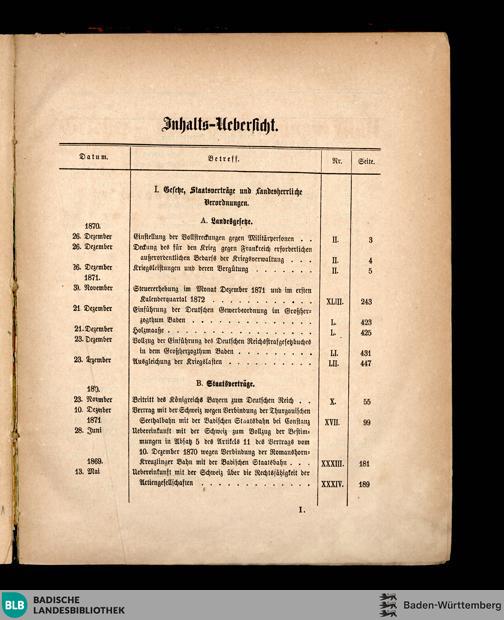 Inhalts-Uebersicht.
Datum. Betreff. Nr. Seite.
I. Gesetze, Staatsverträge und Landesherrliche
Verordnungen.
A. Landesgesetze.
1870.
26. Dezember Einstellung der Vollstreckungen gegen Militärpersonen . . II. 3
26. Dezember Deckung des für den Krieg gegen Frankreich erforderlichen
außerordentlichen Bedarfs der Kriegsverwaltung . . . II. 4
26. Dezember Kriegsleistungen und deren Vergütung . . . . . . . II. 5
1871.
30. November Steuererhebung im Monat Dezember 1871 und im ersten
Kalenderquartal 1872 . . . . . . . . . . . XLIII. 243
21 Dezember Einführung der Deutschen Gewerbeordnung im Großher-
zogthum Baden . . . . . . . . . . . . L. 423
21. Dezember Holzmaaße . . . . . . . . . . . . . . L. 425
23. Dezember Vollzug der Einführung des Deutschen Reichsstrafgesetzbuches
in dem Großherzogthum Baden . . . . . . . . LI. 431
23. Dezember Ausgleichung der Kriegslasten . . . . . . . . . LII. 447
B. Staatsverträge.
23. November Beitritt des Königreichs Bayern zum Deutschen Reich . . X. 55
10. Dezember Vertrag mit der Schweiz wegen Verbindung der Thurgauischen
1871 Seethalbahn mit der Badischen Staatsbahn bei Constanz XVII. 99
28. Juni Uebereinkunft mit der Schweiz zum Vollzug der Bestim-
mungen in Absatz 5 des Artikels 11 des Vertrags vom
10. Dezember 1870 wegen Verbindung der Romanshorn-
1869. Kreuzlinger Bahn mit der Badischen Staatsbahn . . . XXXIII. 181
13. Mai Uebereinkunft mit der Schweiz über die Rechtsfähigkeit der
Actiengesellschaften . . . . . . . . . . . . XXXIV. 189
I.
BLB BADISCHE
LANDESBIBLIOTHEK
Baden-Württemberg